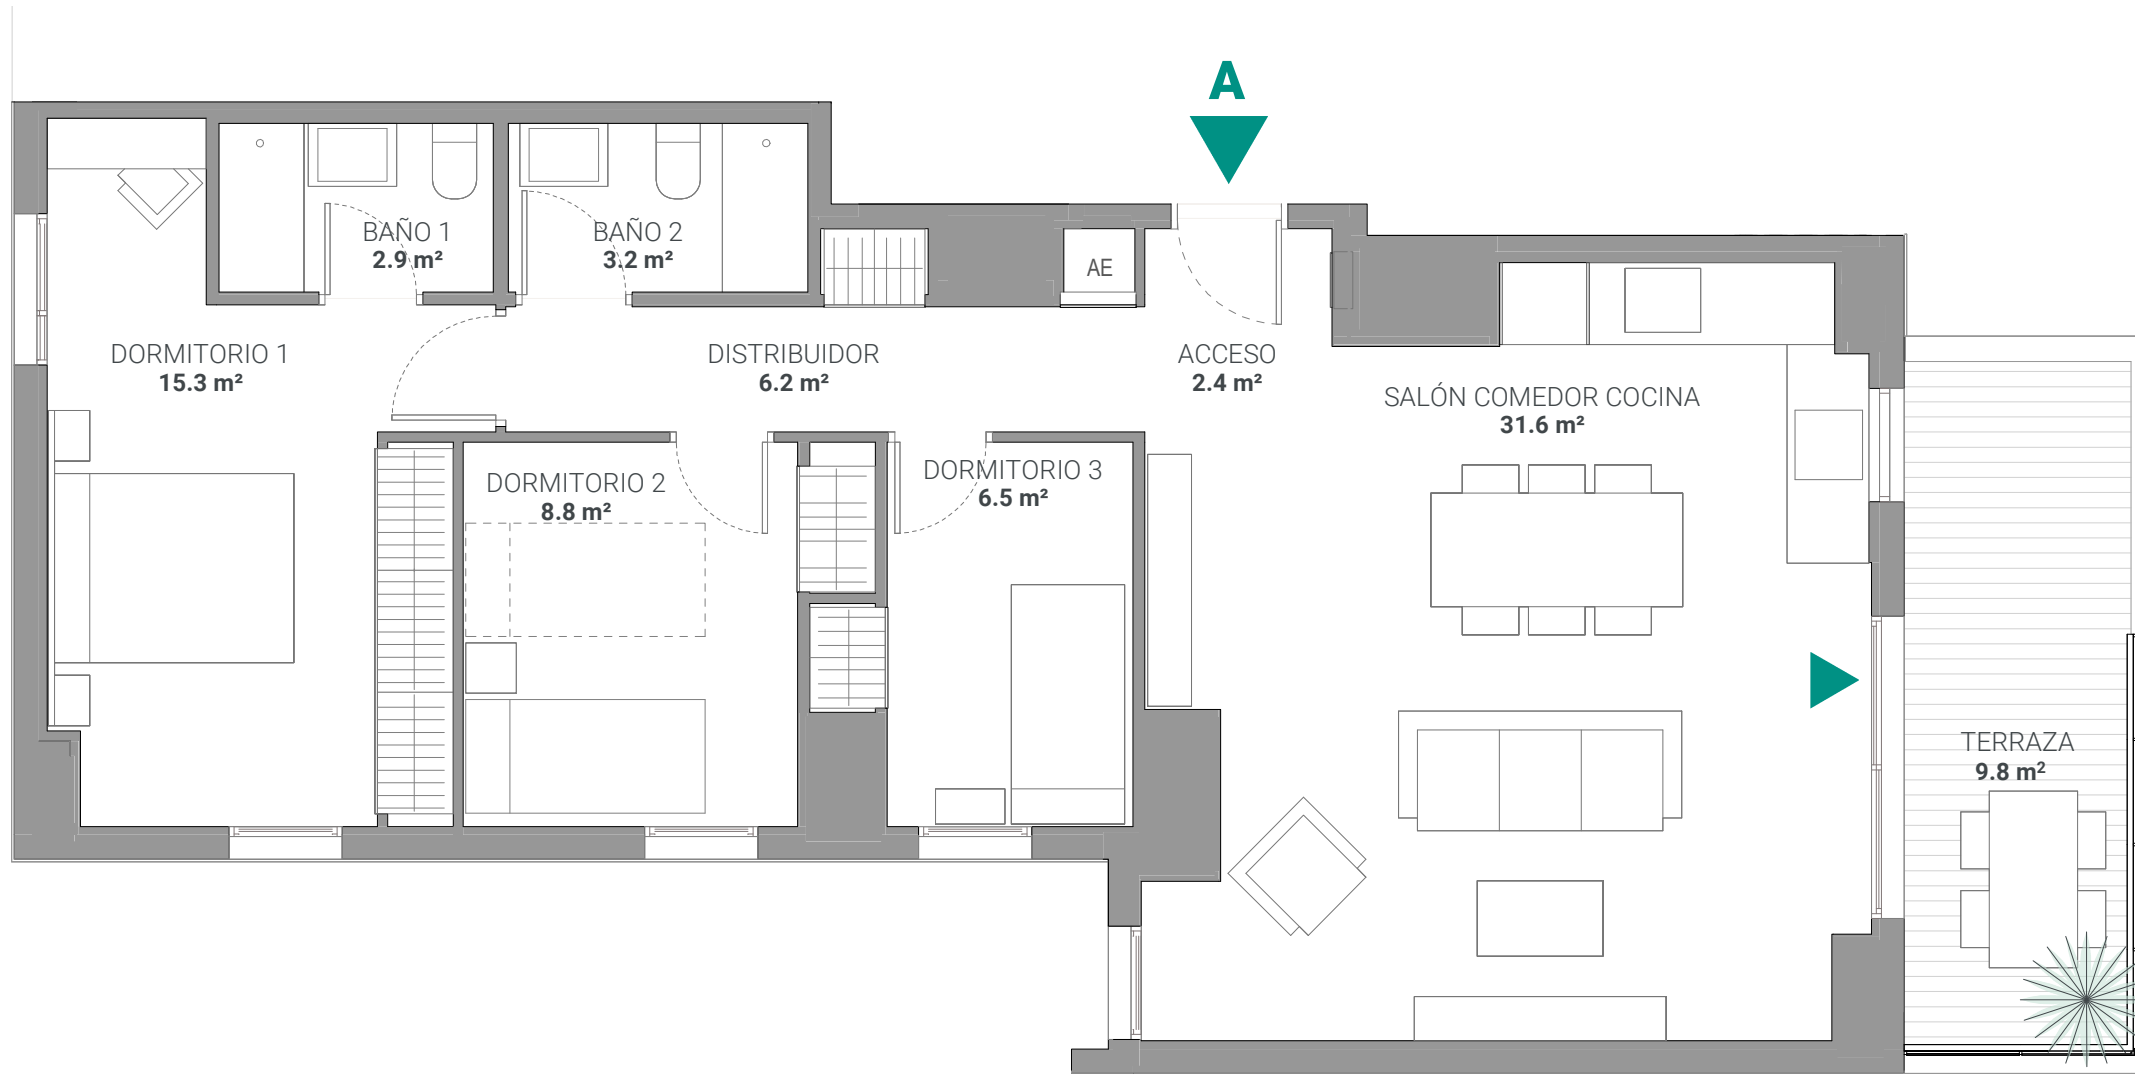 A
BAÑO 1
2.9 m²
BAÑO 2
3.2 m²
AE
DORMITORIO 1
15.3 m²
DISTRIBUIDOR
6.2 m²
ACCESO
2.4 m²
SALÓN COMEDOR COCINA
31.6 m²
DORMITORIO 2
8.8 m²
DORMITORIO 3
6.5 m²
TERRAZA
9.8 m²